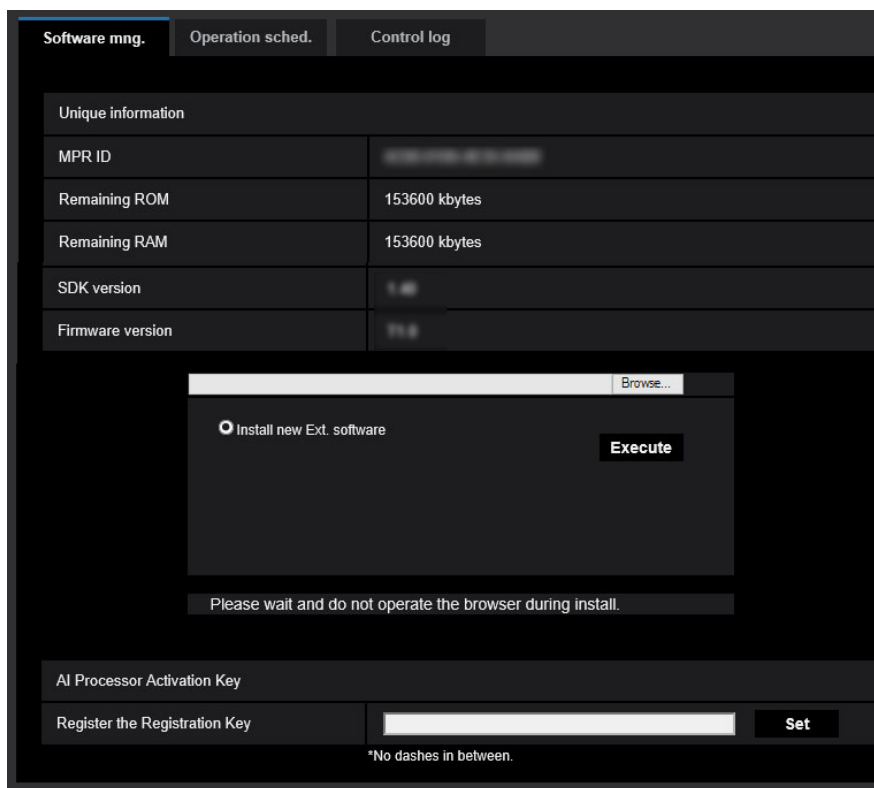 Software mng. Operation sched. Control log
Unique information
MPR ID
Remaining ROM 153600 kbytes
Remaining RAM 153600 kbytes
SDK version
Firmware version
Browse...
Install new Ext. software
Execute
Please wait and do not operate the browser during install.
AI Processor Activation Key
Register the Registration Key Set
*No dashes in between.